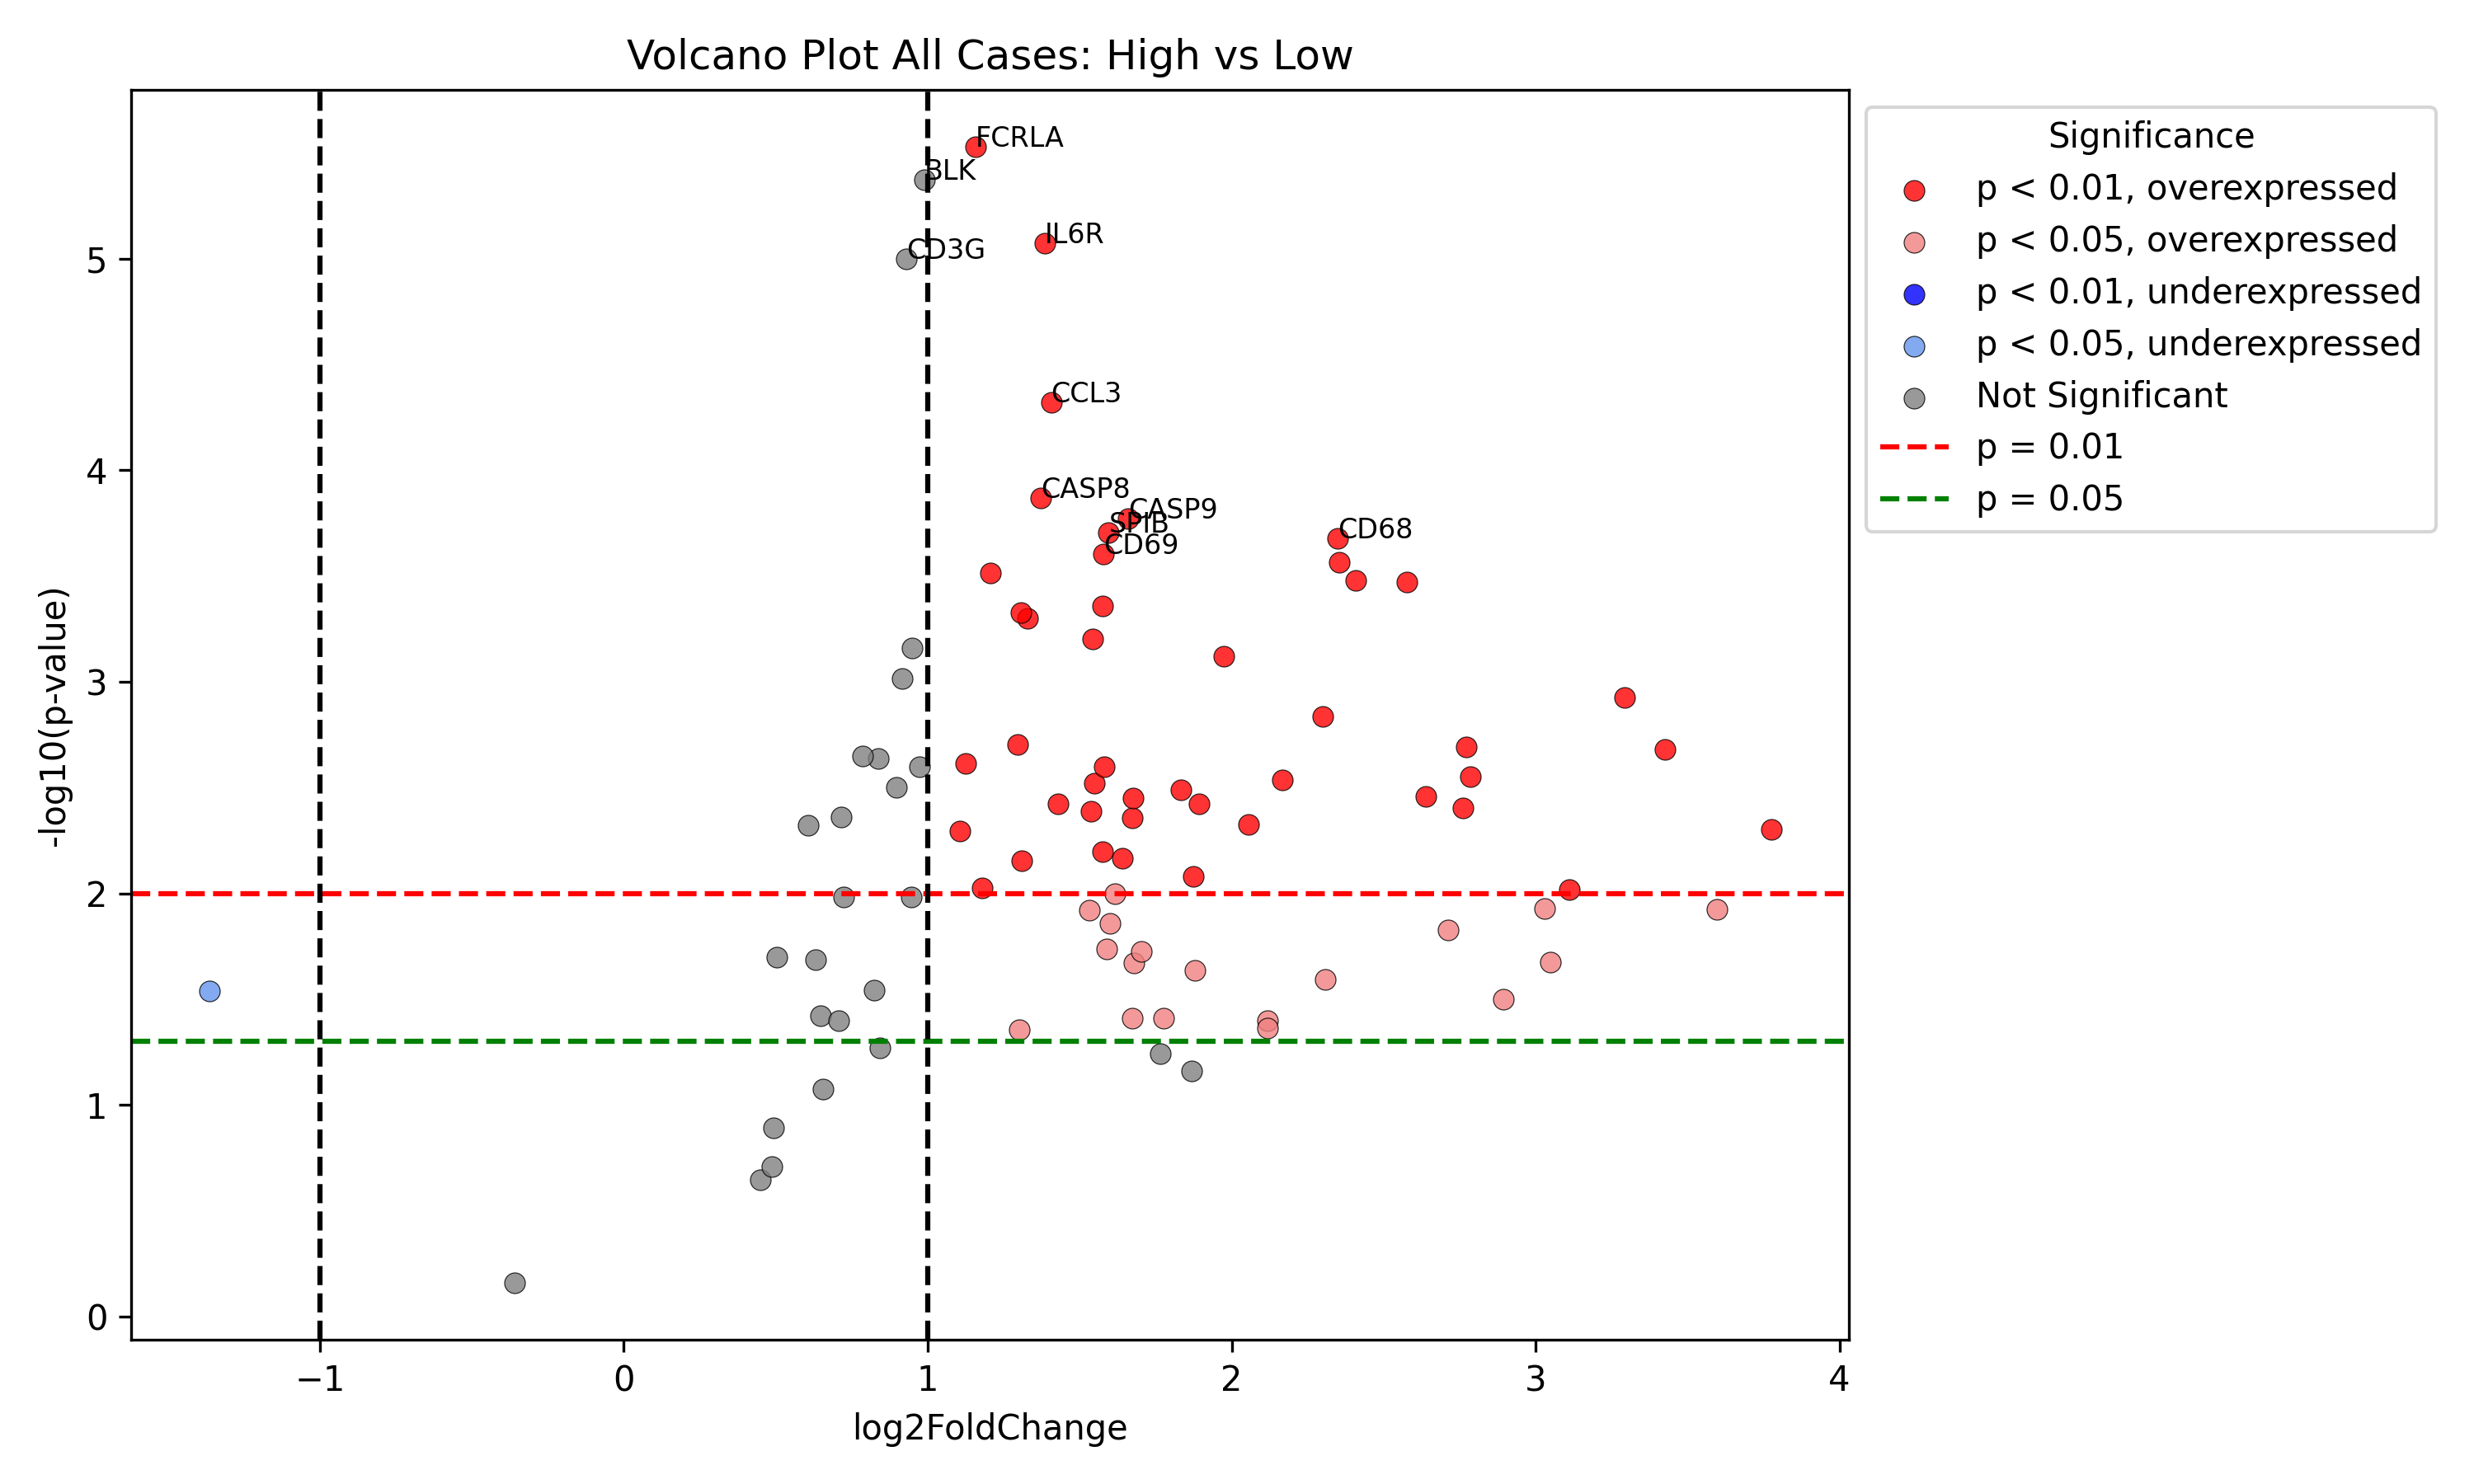 Volcano Plot All Cases: High vs Low
FCRLA
BLK
IL6R
CD3G
CCL3
CASP8
CASP9
SPIB
CD69
CD68
5
4
3
2
1
0
-log10(p-value)
−1
0
1
2
3
4
log2FoldChange
Significance
p < 0.01, overexpressed
p < 0.05, overexpressed
p < 0.01, underexpressed
p < 0.05, underexpressed
Not Significant
p = 0.01
p = 0.05